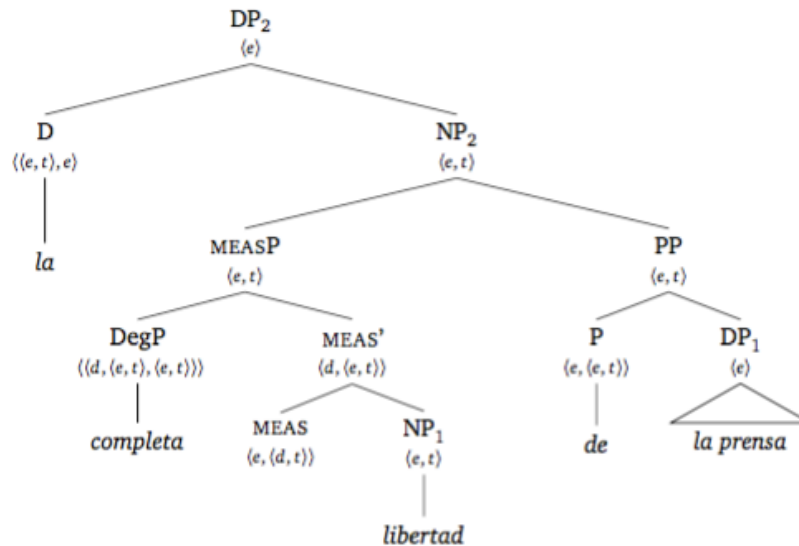 DP₂
⟨e⟩
D NP₂
⟨⟨e, t⟩, e⟩ ⟨e, t⟩
la MEASP PP
⟨e, t⟩ ⟨e, t⟩
DegP MEAS’ P DP₁
⟨⟨d, ⟨e, t⟩, ⟨e, t⟩⟩⟩ ⟨d, ⟨e, t⟩⟩ ⟨e, ⟨e, t⟩⟩ ⟨e⟩
completa MEAS NP₁ de la prensa
⟨e, ⟨d, t⟩⟩ ⟨e, t⟩
libertad